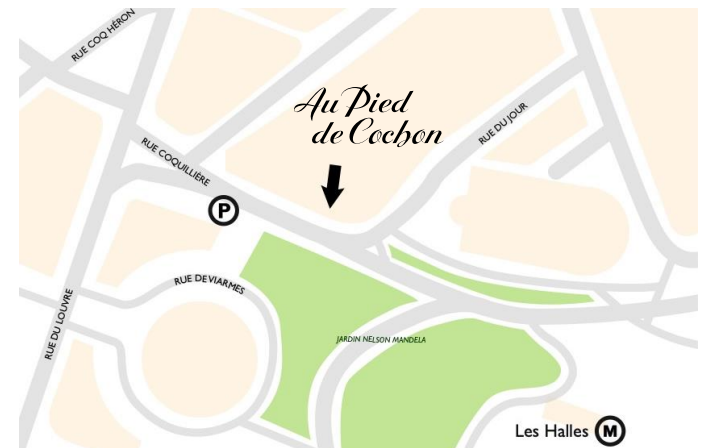 RUE COQ HÉRON
Au Pied
de Cochon
RUE DU JOUR
RUE COQUILLIÈRE
P
RUE DE VIARMES
RUE DU LOUVRE
JARDIN NELSON MANDELA
Les Halles M